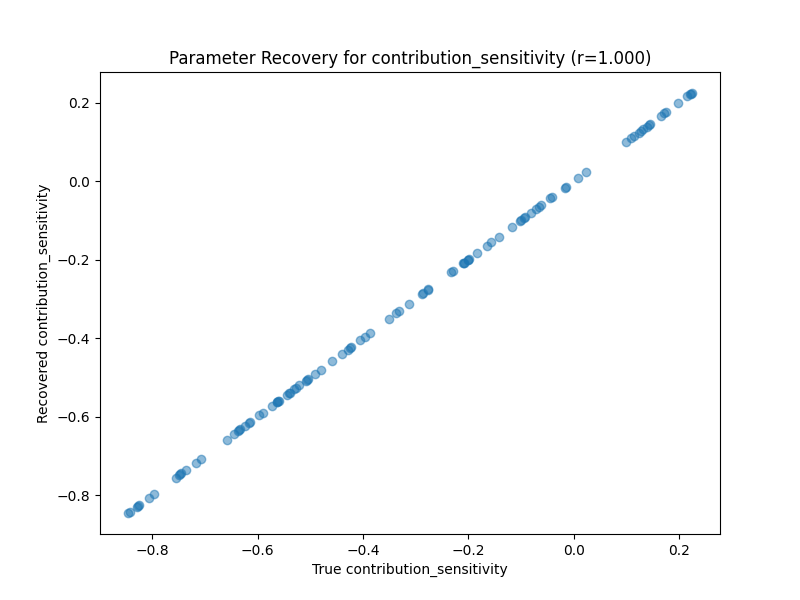 Parameter Recovery for contribution_sensitivity (r=1.000)
Recovered contribution_sensitivity
0.2
0.0
−0.2
−0.4
−0.6
−0.8
−0.8 −0.6 −0.4 −0.2 0.0 0.2
True contribution_sensitivity